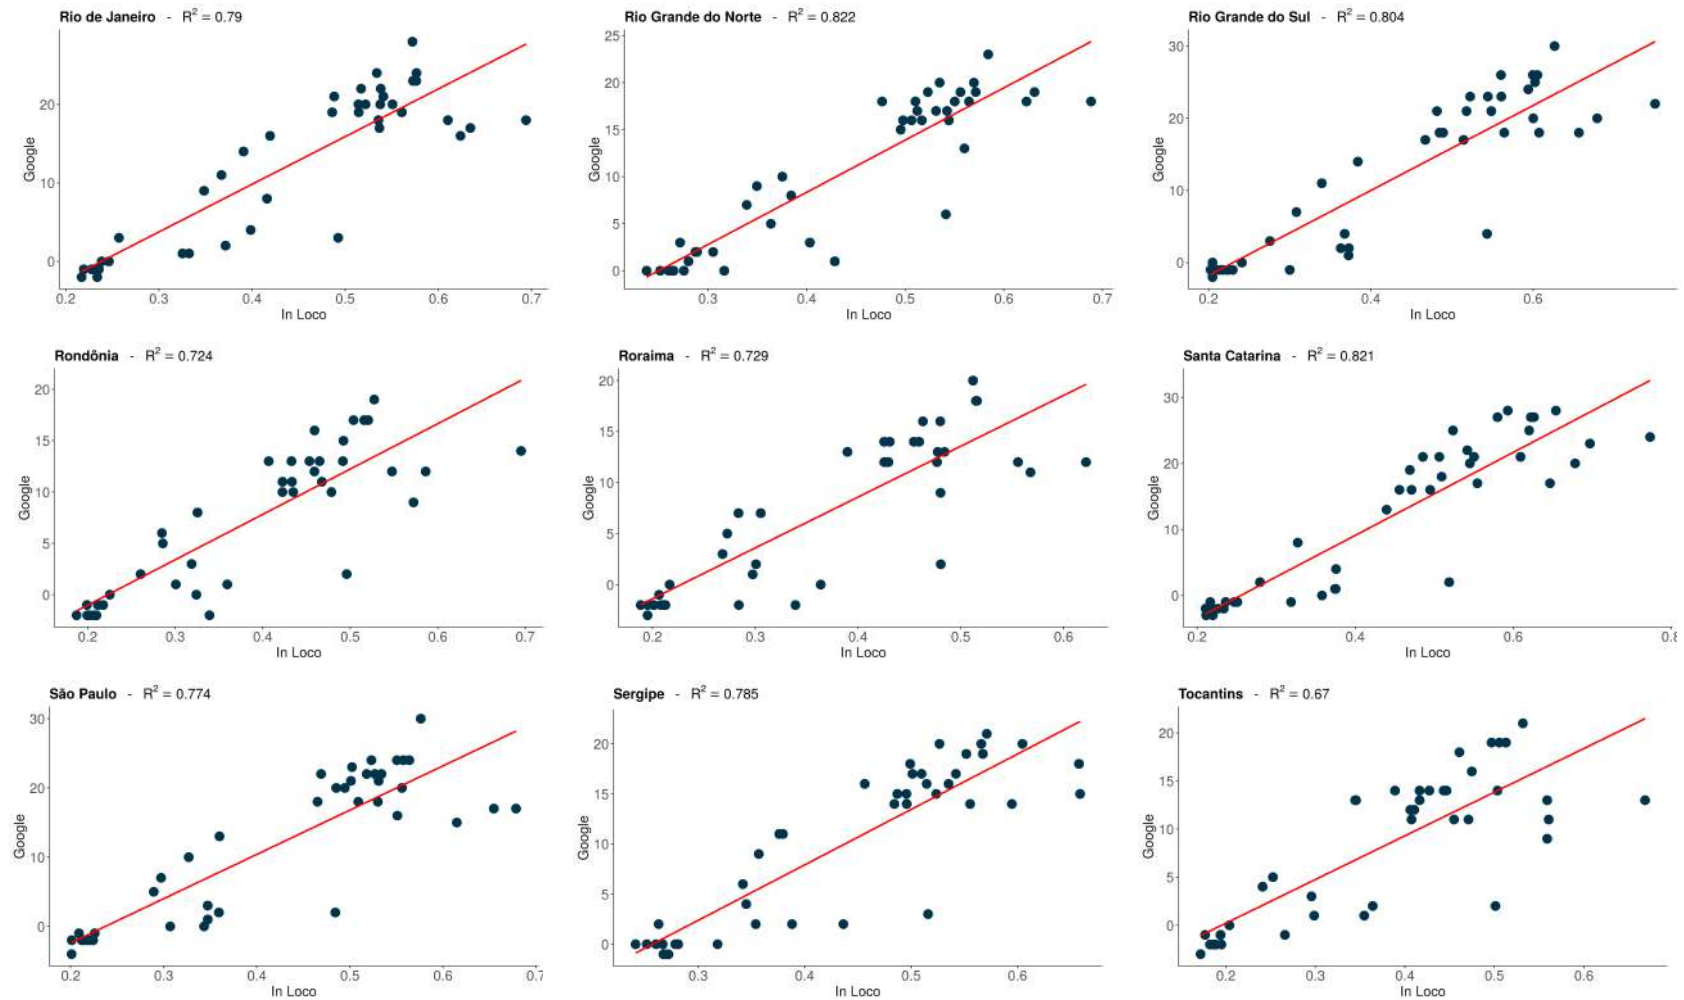 Rio de Janeiro - R² = 0.79
Google
20
10
0
0.2 0.3 0.4 0.5 0.6 0.7
In Loco
Rio Grande do Norte - R² = 0.822
Google
25
20
15
10
5
0
0.3 0.4 0.5 0.6 0.7
In Loco
Rio Grande do Sul - R² = 0.804
Google
30
20
10
0
0.2 0.4 0.6
In Loco
Rondônia - R² = 0.724
Google
20
15
10
5
0
0.2 0.3 0.4 0.5 0.6 0.7
In Loco
Roraima - R² = 0.729
Google
20
15
10
5
0
0.2 0.3 0.4 0.5 0.6
In Loco
Santa Catarina - R² = 0.821
Google
30
20
10
0
0.2 0.4 0.6
In Loco
São Paulo - R² = 0.774
Google
30
20
10
0
0.2 0.3 0.4 0.5 0.6
In Loco
Sergipe - R² = 0.785
Google
20
15
10
5
0
0.3 0.4 0.5 0.6
In Loco
Tocantins - R² = 0.67
Google
20
15
10
5
0
0.2 0.3 0.4 0.5 0.6
In Loco